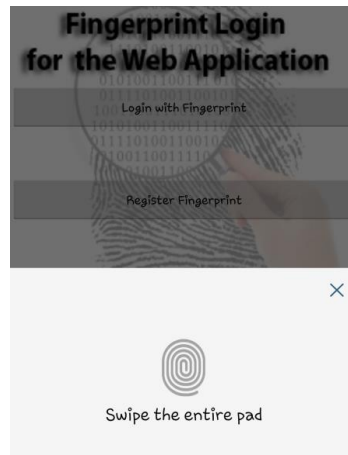 Fingerprint Login
for the Web Application
Login with Fingerprint
Register Fingerprint
Swipe the entire pad